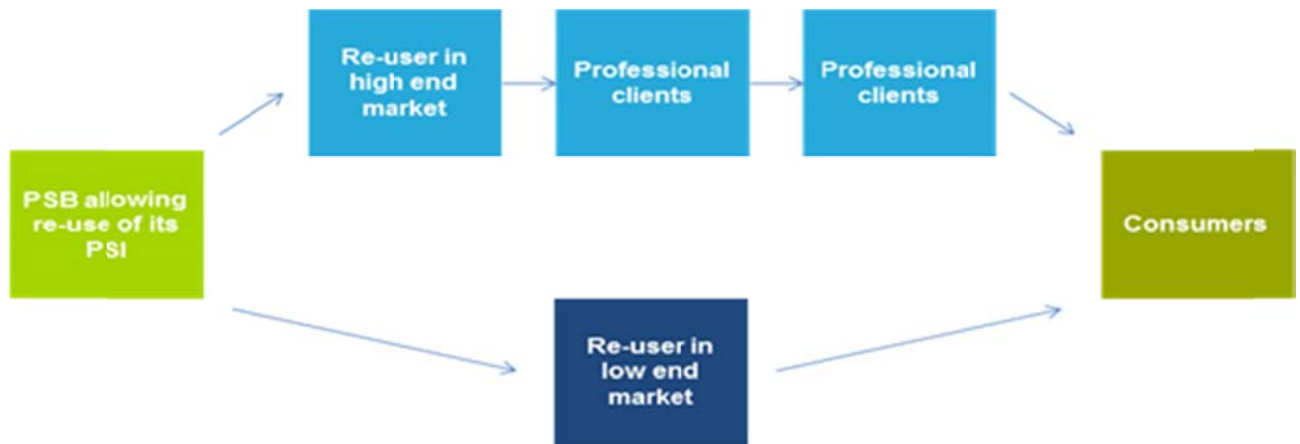 Re-user in
high end
market
Professional
clients
Professional
clients
PSB allowing
re-use of its
PSI
Consumers
Re-user in
low end
market